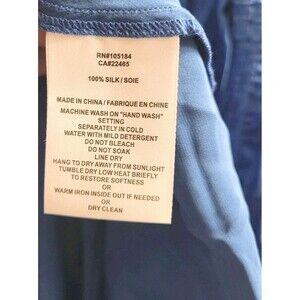 RN#105184
CA#22465
100% SILK / SOIE
MADE IN CHINA / FABRIQUE EN CHINE
MACHINE WASH ON "HAND WASH"
SETTING
SEPARATELY IN COLD
WATER WITH MILD DETERGENT
DO NOT BLEACH
DO NOT SOAK
LINE DRY
HANG TO DRY AWAY FROM SUNLIGHT
TUMBLE DRY LOW HEAT BRIEFLY
TO RESTORE SOFTNESS
OR
WARM IRON INSIDE OUT IF NEEDED
OR
DRY CLEAN